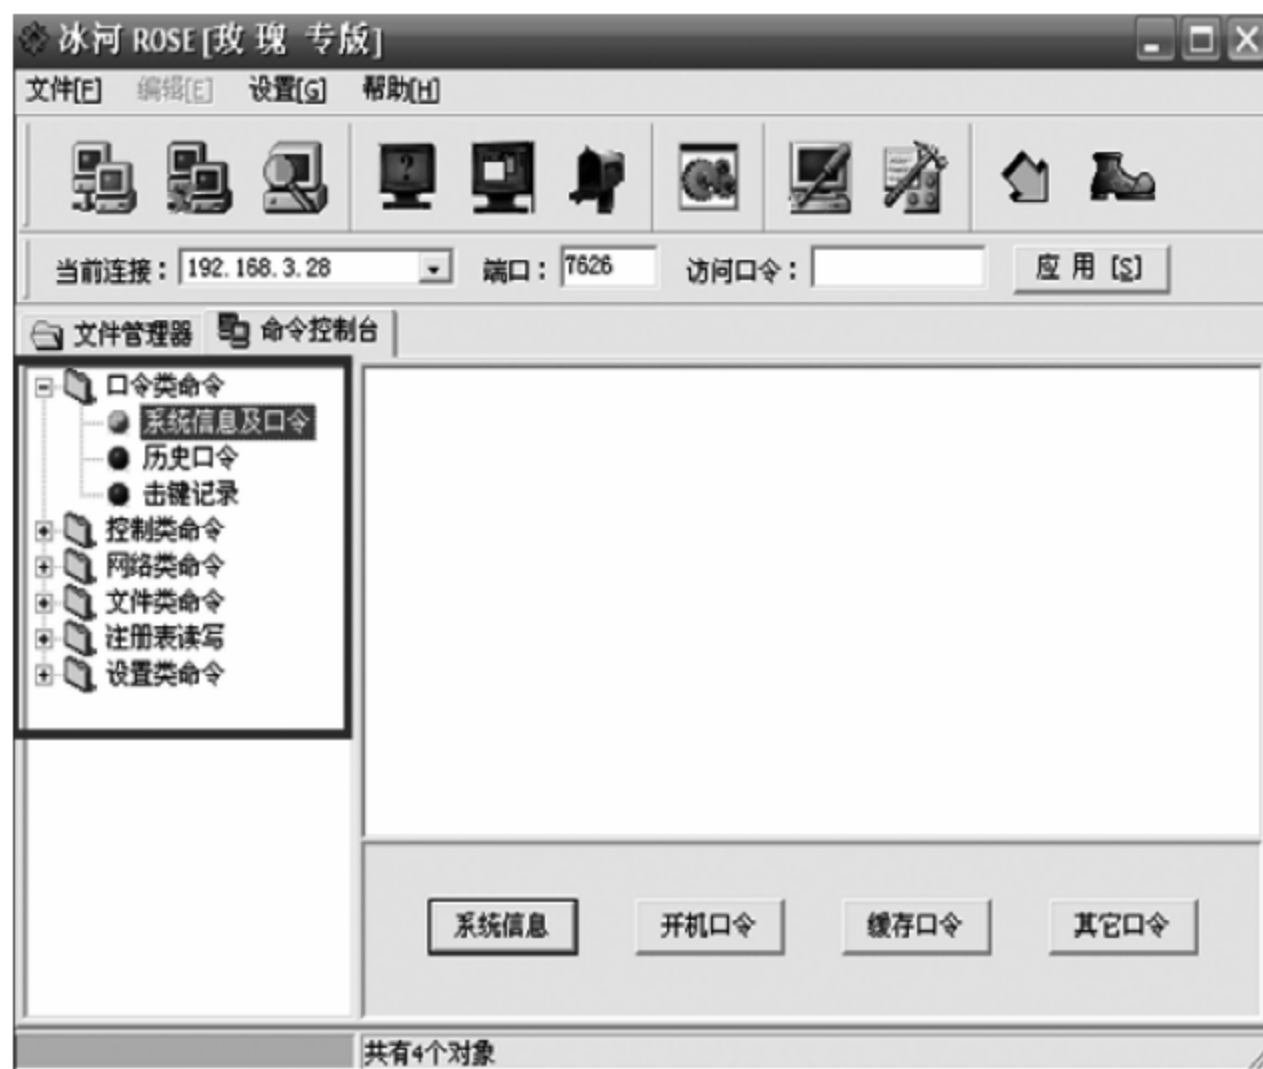 冰河 ROSE [玫 瑰 专版]
文件[F] 编辑[E] 设置[G] 帮助[H]
当前连接： 192.168.3.28 端口： 7626 访问口令： 应 用 [S]
文件管理器 命令控制台
口令类命令
系统信息及口令
历史口令
击键记录
控制类命令
网络类命令
文件类命令
注册表读写
设置类命令
系统信息 开机口令 缓存口令 其它口令
共有4个对象